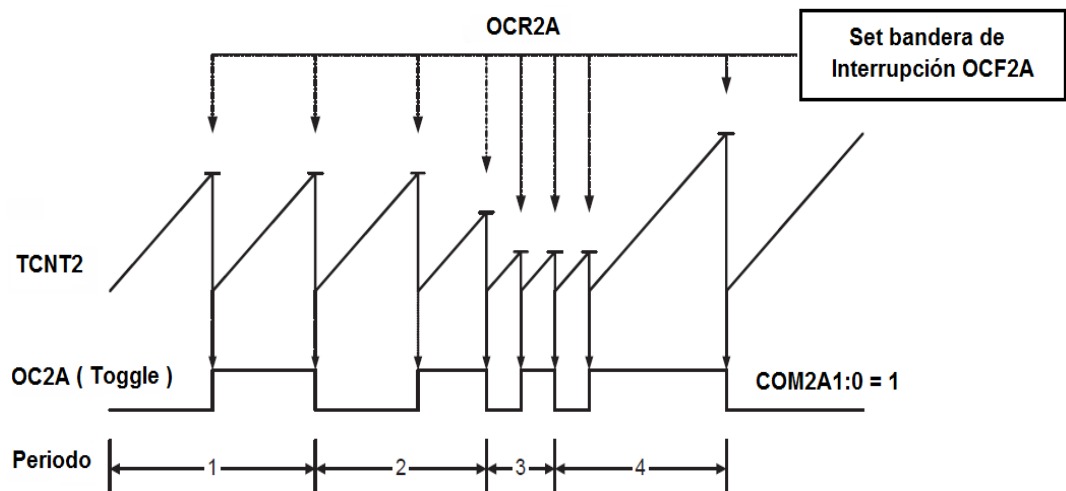 OCR2A
Set bandera de
Interrupción OCF2A
TCNT2
OC2A ( Toggle )
COM2A1:0 = 1
Periodo
1
2
3
4